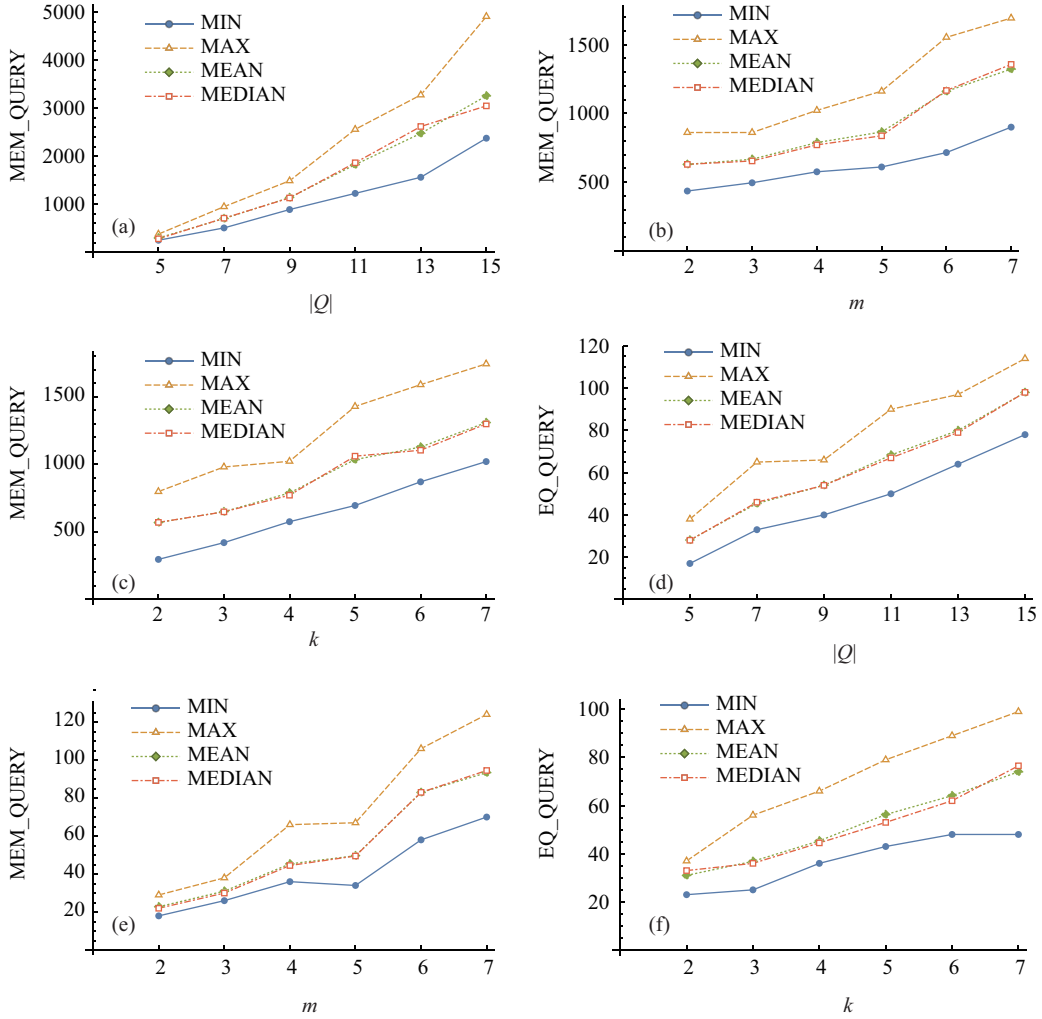 MEM_QUERY
5000
4000
3000
2000
1000
MIN
MAX
MEAN
MEDIAN
(a)
5 7 9 11 13 15
|Q|
MEM_QUERY
1500
1000
500
MIN
MAX
MEAN
MEDIAN
(b)
2 3 4 5 6 7
m
MEM_QUERY
1500
1000
500
MIN
MAX
MEAN
MEDIAN
(c)
2 3 4 5 6 7
k
EQ_QUERY
120
100
80
60
40
20
MIN
MAX
MEAN
MEDIAN
(d)
5 7 9 11 13 15
|Q|
MEM_QUERY
120
100
80
60
40
20
MIN
MAX
MEAN
MEDIAN
(e)
2 3 4 5 6 7
m
EQ_QUERY
100
80
60
40
20
MIN
MAX
MEAN
MEDIAN
(f)
2 3 4 5 6 7
k